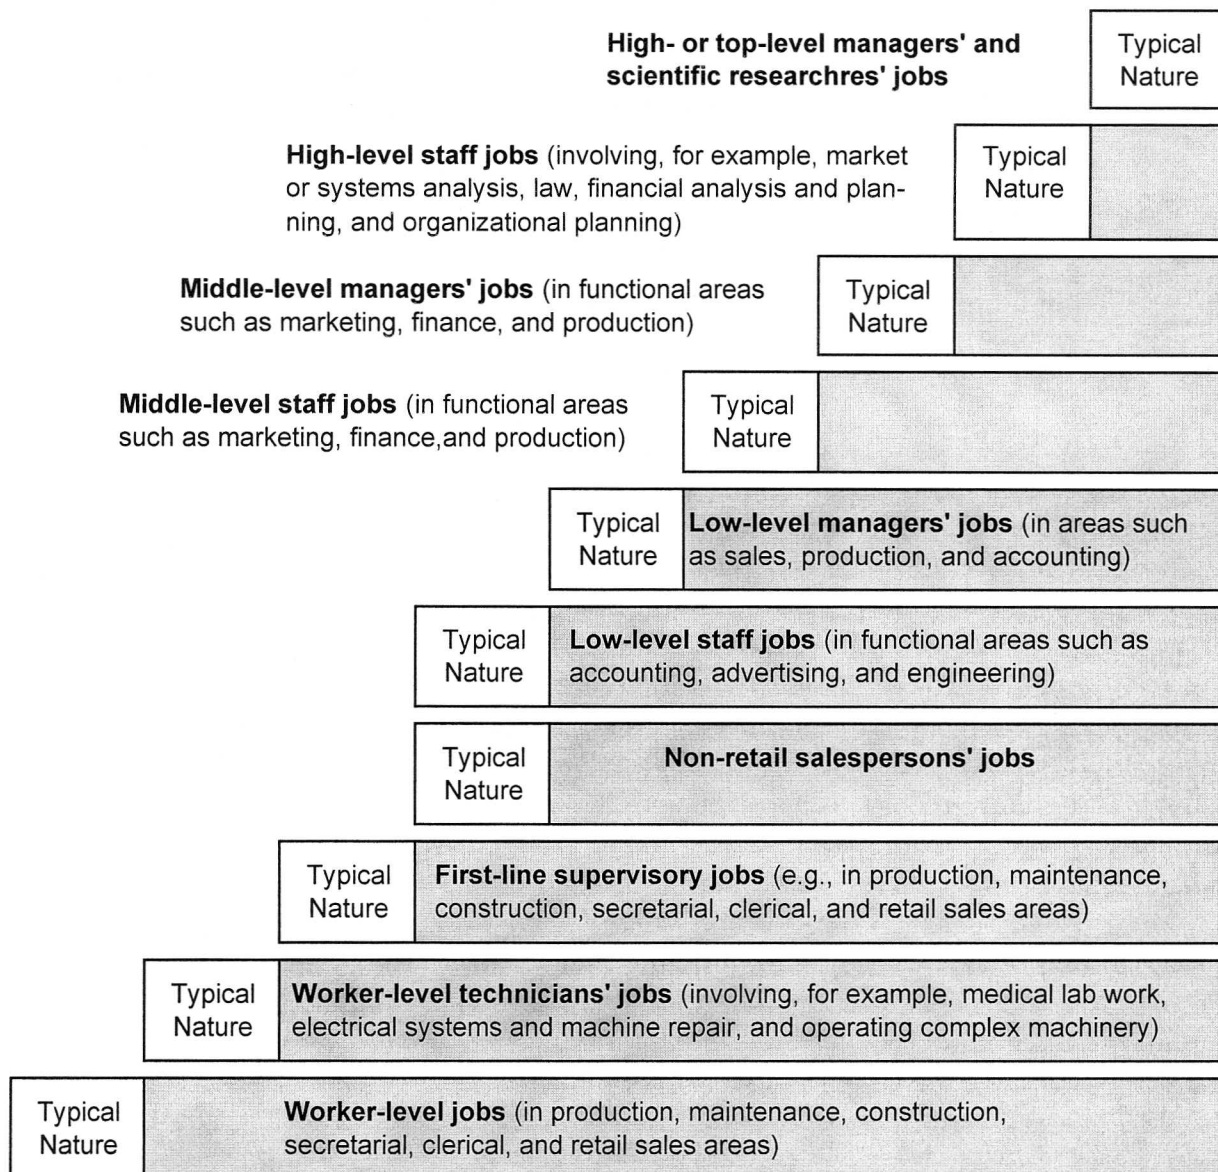 High- or top-level managers' and
scientific researchres' jobs
Typical
Nature
High-level staff jobs (involving, for example, market
or systems analysis, law, financial analysis and plan-
ning, and organizational planning)
Typical
Nature
Middle-level managers' jobs (in functional areas
such as marketing, finance, and production)
Typical
Nature
Middle-level staff jobs (in functional areas
such as marketing, finance,and production)
Typical
Nature
Typical
Nature
Low-level managers' jobs (in areas such
as sales, production, and accounting)
Typical
Nature
Low-level staff jobs (in functional areas such as
accounting, advertising, and engineering)
Typical
Nature
Non-retail salespersons' jobs
Typical
Nature
First-line supervisory jobs (e.g., in production, maintenance,
construction, secretarial, clerical, and retail sales areas)
Typical
Nature
Worker-level technicians' jobs (involving, for example, medical lab work,
electrical systems and machine repair, and operating complex machinery)
Typical
Nature
Worker-level jobs (in production, maintenance, construction,
secretarial, clerical, and retail sales areas)